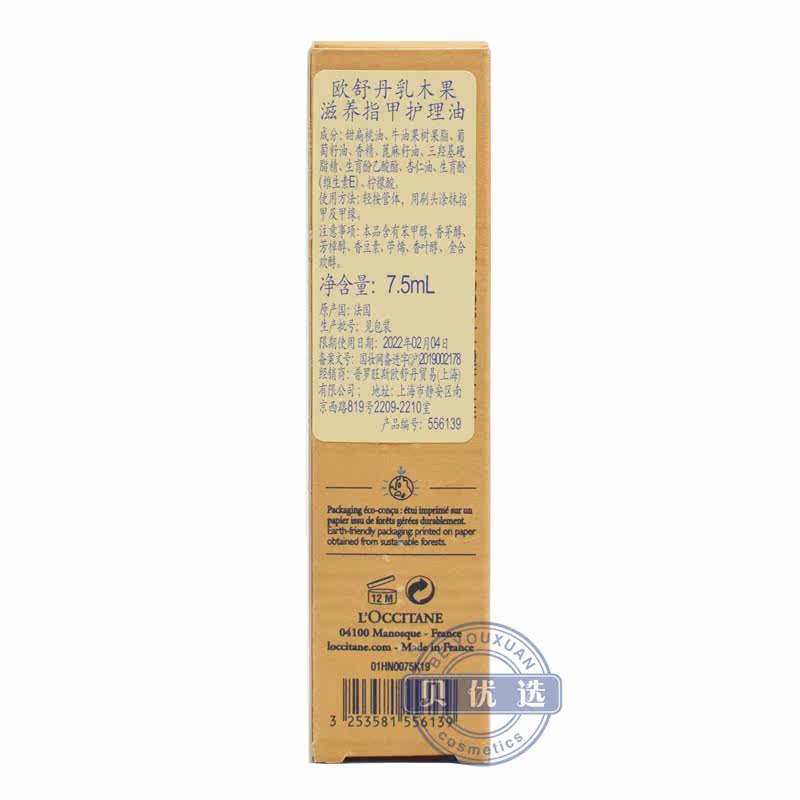 欧舒丹乳木果
滋养指甲护理油
成分：甜扁桃油、牛油果树果脂、葡
萄籽油、香精、蓖麻籽油、三羟基硬
脂精、生育酚乙酸酯、杏仁油、生育酚
(维生素E)、柠檬酸。
使用方法：轻按管体，用刷头涂抹指
甲及甲缘。
注意事项：本品含有苯甲醇、香茅醇、
芳樟醇、香豆素、苧烯、香叶醇、金合
欢醇。
净含量：7.5mL
原产国：法国
生产批号：见包装
限期使用日期：2022年02月04日
备案文号：国妆网备进字(沪)2019002178
经销商：普罗旺斯欧舒丹贸易(上海)
有限公司；地址：上海市静安区南
京西路819号2209-2210室
产品编号：556139
Packaging éco-conçu : étui imprimé sur un
papier issu de forêts gérées durablement.
Earth-friendly packaging printed on paper
obtained from sustainable forests.
12 M
L'OCCITANE
04100 Manosque - France
loccitane.com - Made in France
01HN0075K19
3 253581 556139
BEIYOUXUAN
贝优选
cosmetics